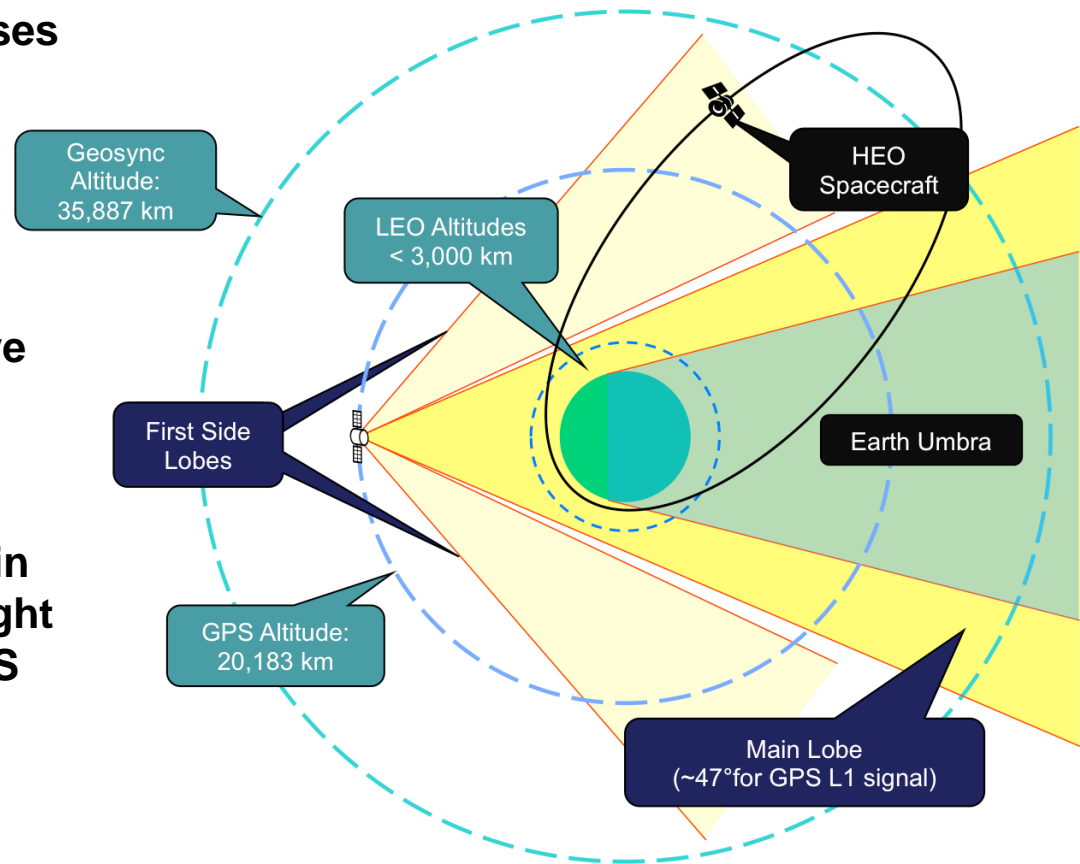 ses
Geosync
Altitude:
35,887 km
HEO
Spacecraft
LEO Altitudes
< 3,000 km
ve
First Side
Lobes
Earth Umbra
in
ght
S
GPS Altitude:
20,183 km
Main Lobe
(~47°for GPS L1 signal)